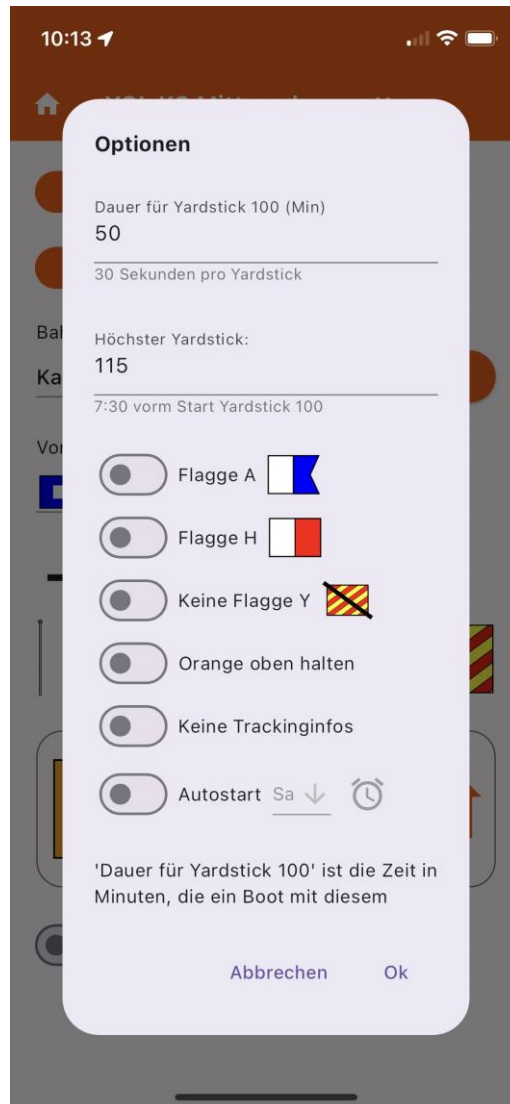 10:13
Optionen
Dauer für Yardstick 100 (Min)
50
30 Sekunden pro Yardstick
Höchster Yardstick:
115
7:30 vorm Start Yardstick 100
Flagge A
Flagge H
Keine Flagge Y
Orange oben halten
Keine Trackinginfos
Autostart Sa
'Dauer für Yardstick 100' ist die Zeit in
Minuten, die ein Boot mit diesem
Abbrechen Ok